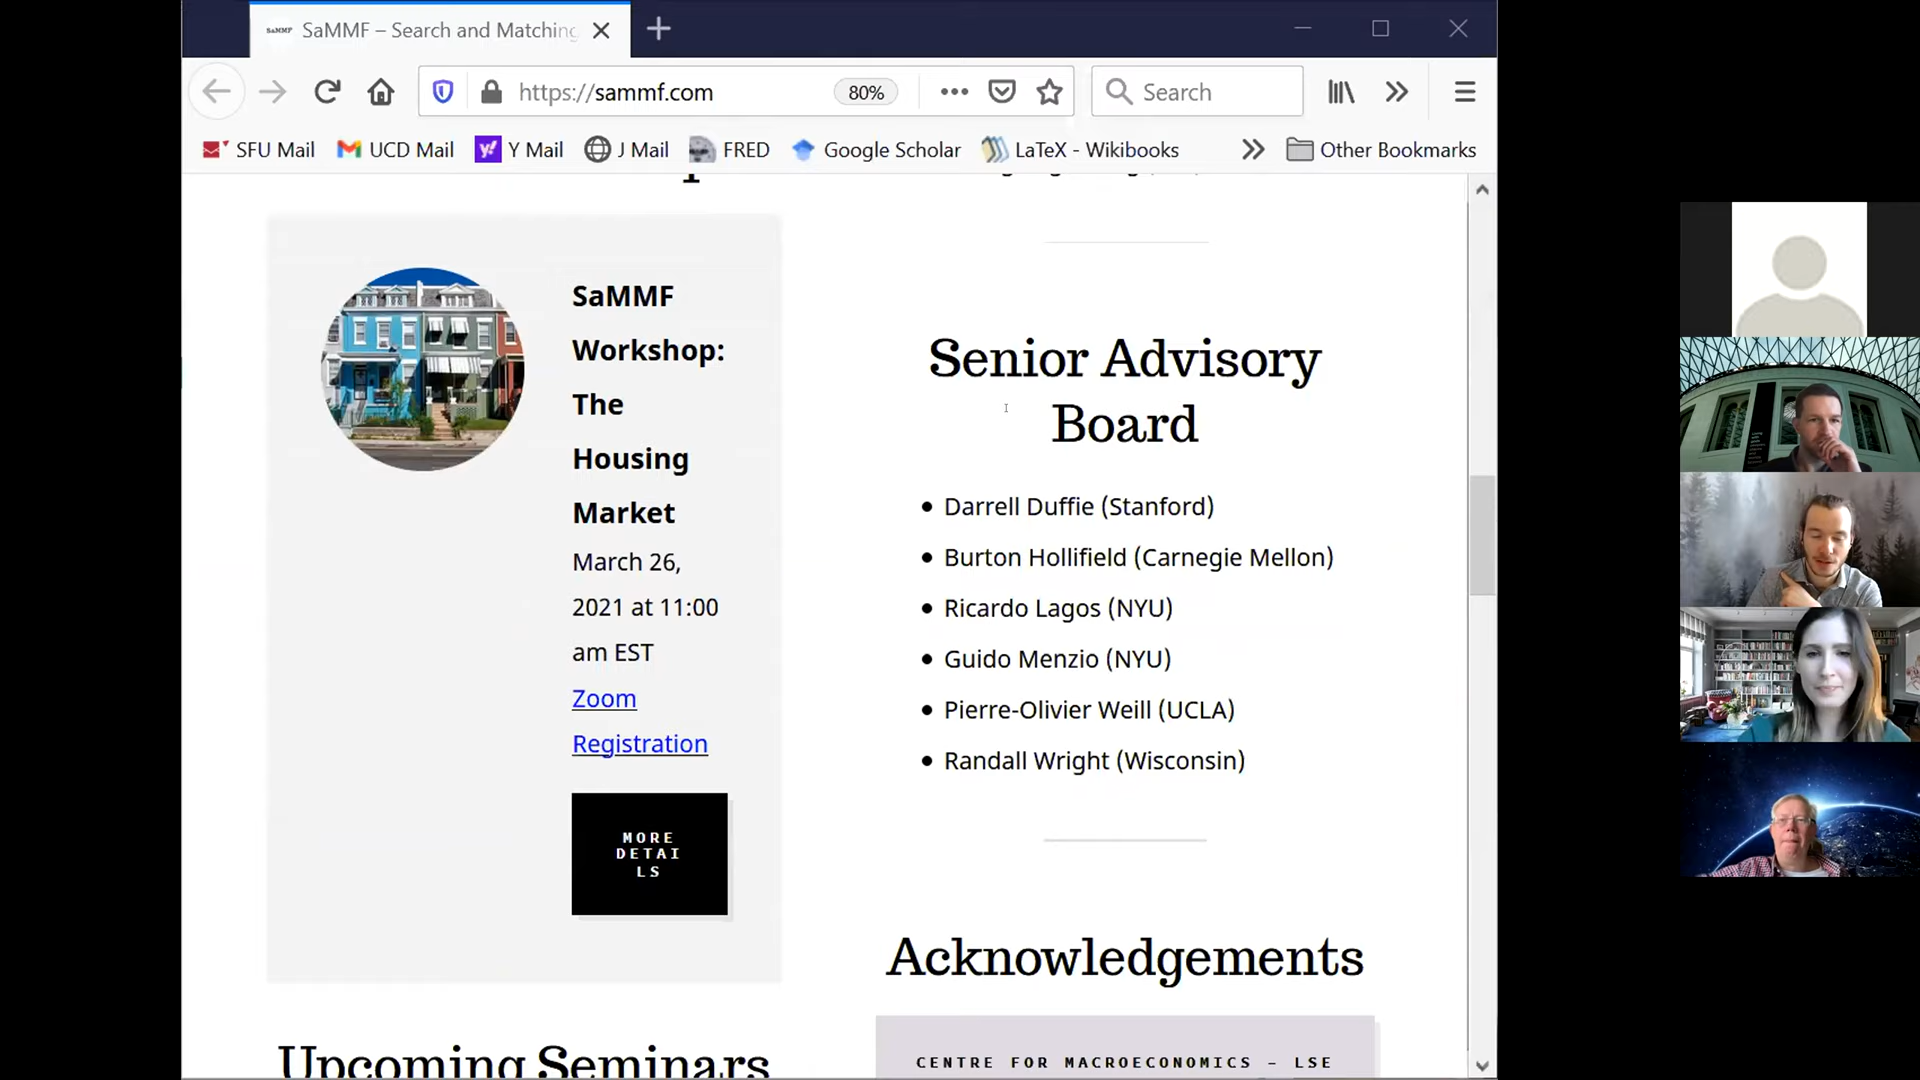 SaMMF SaMMF – Search and Matching
https://sammf.com 80% Search
SFU Mail UCD Mail Y Mail J Mail FRED Google Scholar LaTeX - Wikibooks Other Bookmarks
SaMMF
Workshop:
The
Housing
Market
March 26,
2021 at 11:00
am EST
Zoom
Registration
MORE
DETAI
LS
Upcoming Seminars
Senior Advisory
Board
Darrell Duffie (Stanford)
Burton Hollifield (Carnegie Mellon)
Ricardo Lagos (NYU)
Guido Menzio (NYU)
Pierre-Olivier Weill (UCLA)
Randall Wright (Wisconsin)
Acknowledgements
CENTRE FOR MACROECONOMICS – LSE